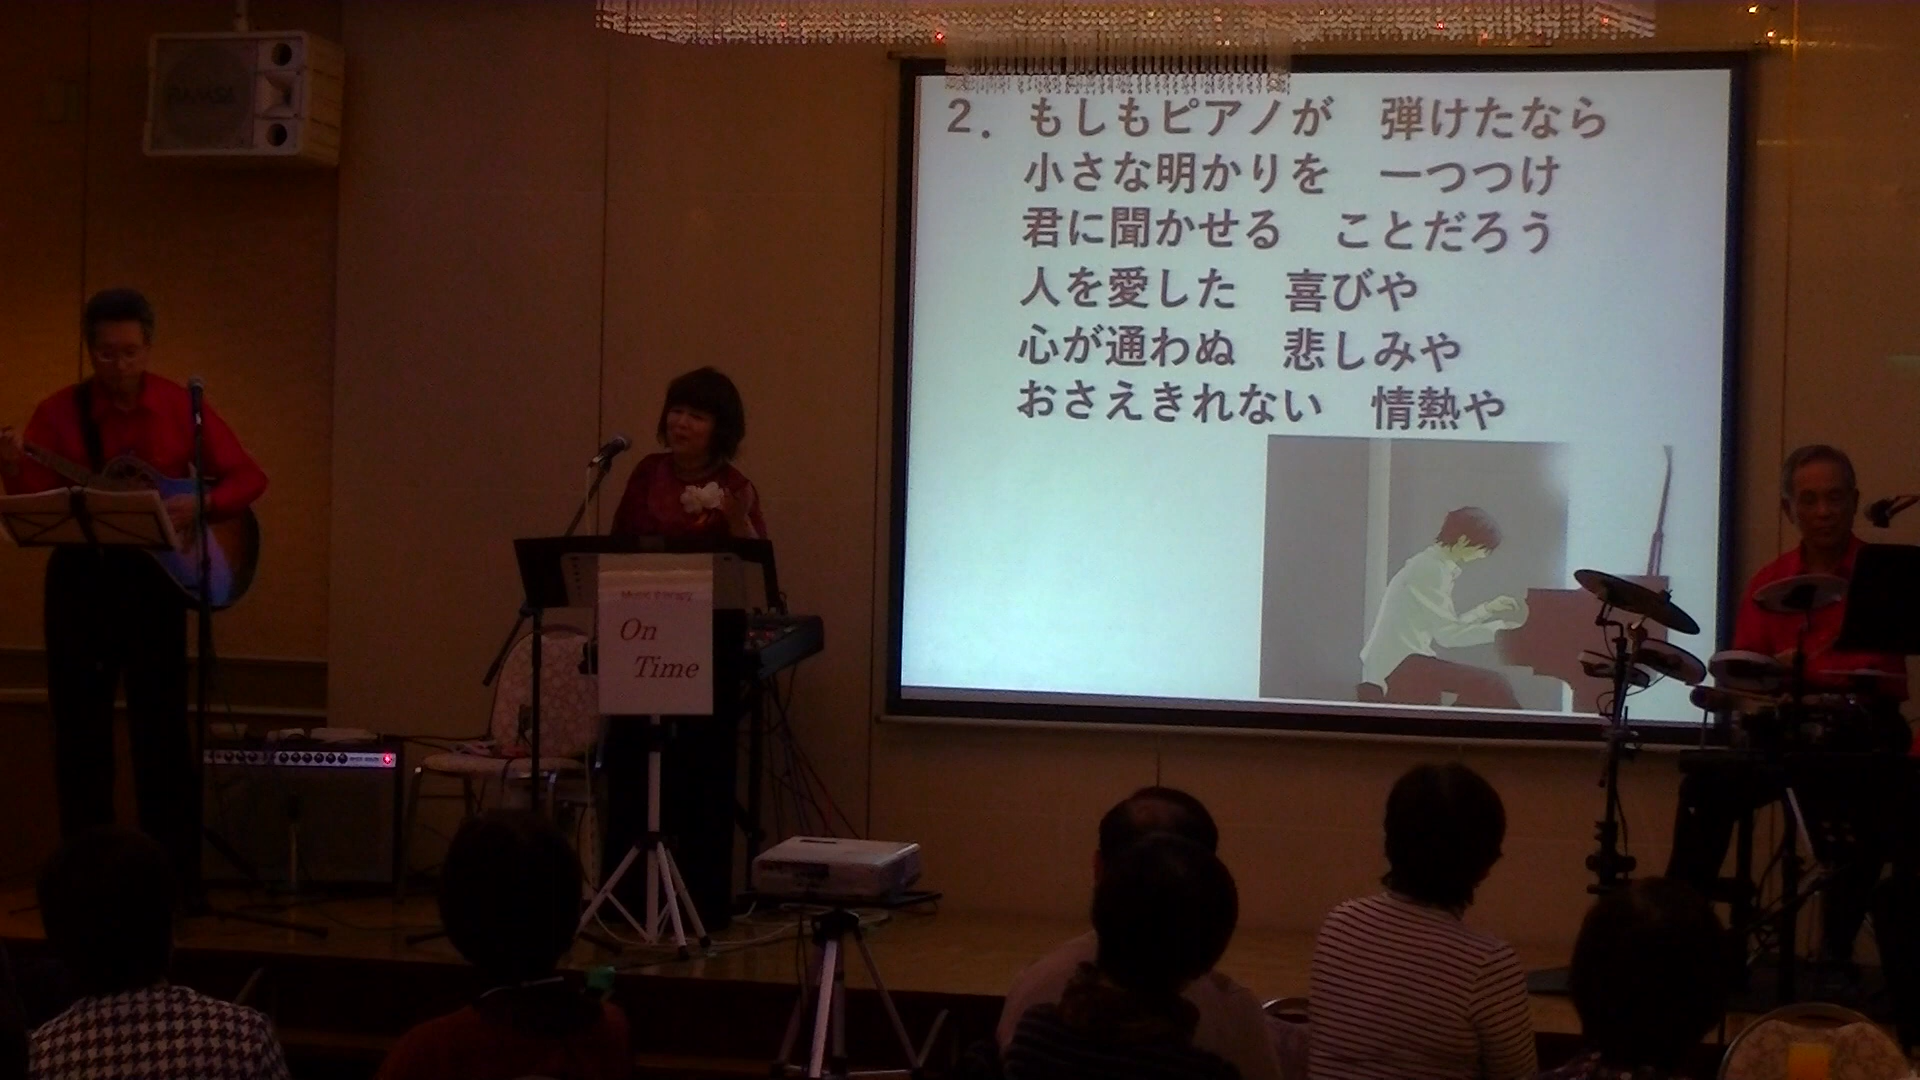 2. もしもピアノが 弾けたなら
小さな明かりを 一つつけ
君に聞かせる ことだろう
人を愛した 喜びや
心が通わぬ 悲しみや
おさえきれない 情熱や
Music therapy
On
Time